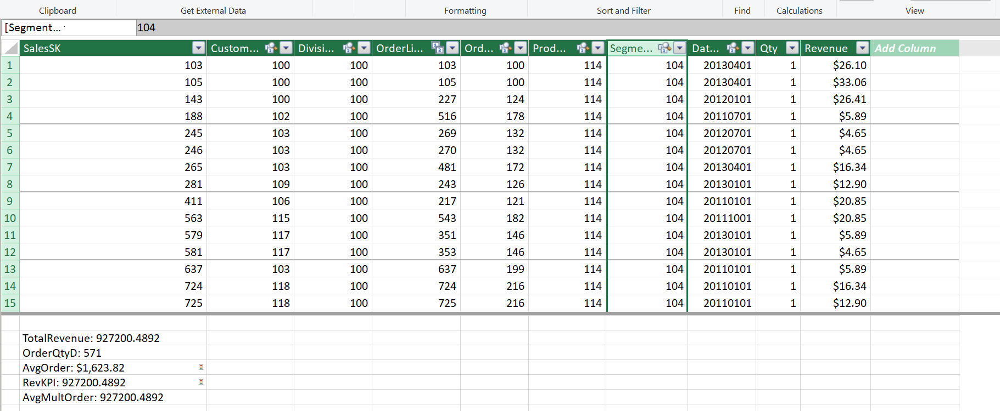 Clipboard Get External Data Formatting Sort and Filter Find Calculations View
[Segment... 104
SalesSK Custom... Divisi... OrderLi... Ord... Prod... Segme... Dat... Qty Revenue Add Column
1 103 100 100 103 100 114 104 20130401 1 $26.10
2 105 100 100 105 100 114 104 20130401 1 $33.06
3 143 100 100 227 124 114 104 20120101 1 $26.41
4 188 102 100 516 178 114 104 20110701 1 $5.89
5 245 103 100 269 132 114 104 20120701 1 $4.65
6 246 103 100 270 132 114 104 20120701 1 $4.65
7 265 103 100 481 172 114 104 20130401 1 $16.34
8 281 109 100 243 126 114 104 20130101 1 $12.90
9 411 106 100 217 121 114 104 20110101 1 $20.85
10 563 115 100 543 182 114 104 20111001 1 $20.85
11 579 117 100 351 146 114 104 20130101 1 $5.89
12 581 117 100 353 146 114 104 20130101 1 $4.65
13 637 103 100 637 199 114 104 20110101 1 $5.89
14 724 118 100 724 216 114 104 20110101 1 $16.34
15 725 118 100 725 216 114 104 20110101 1 $12.90
TotalRevenue: 927200.4892
OrderQtyD: 571
AvgOrder: $1,623.82
RevKPI: 927200.4892
AvgMultOrder: 927200.4892